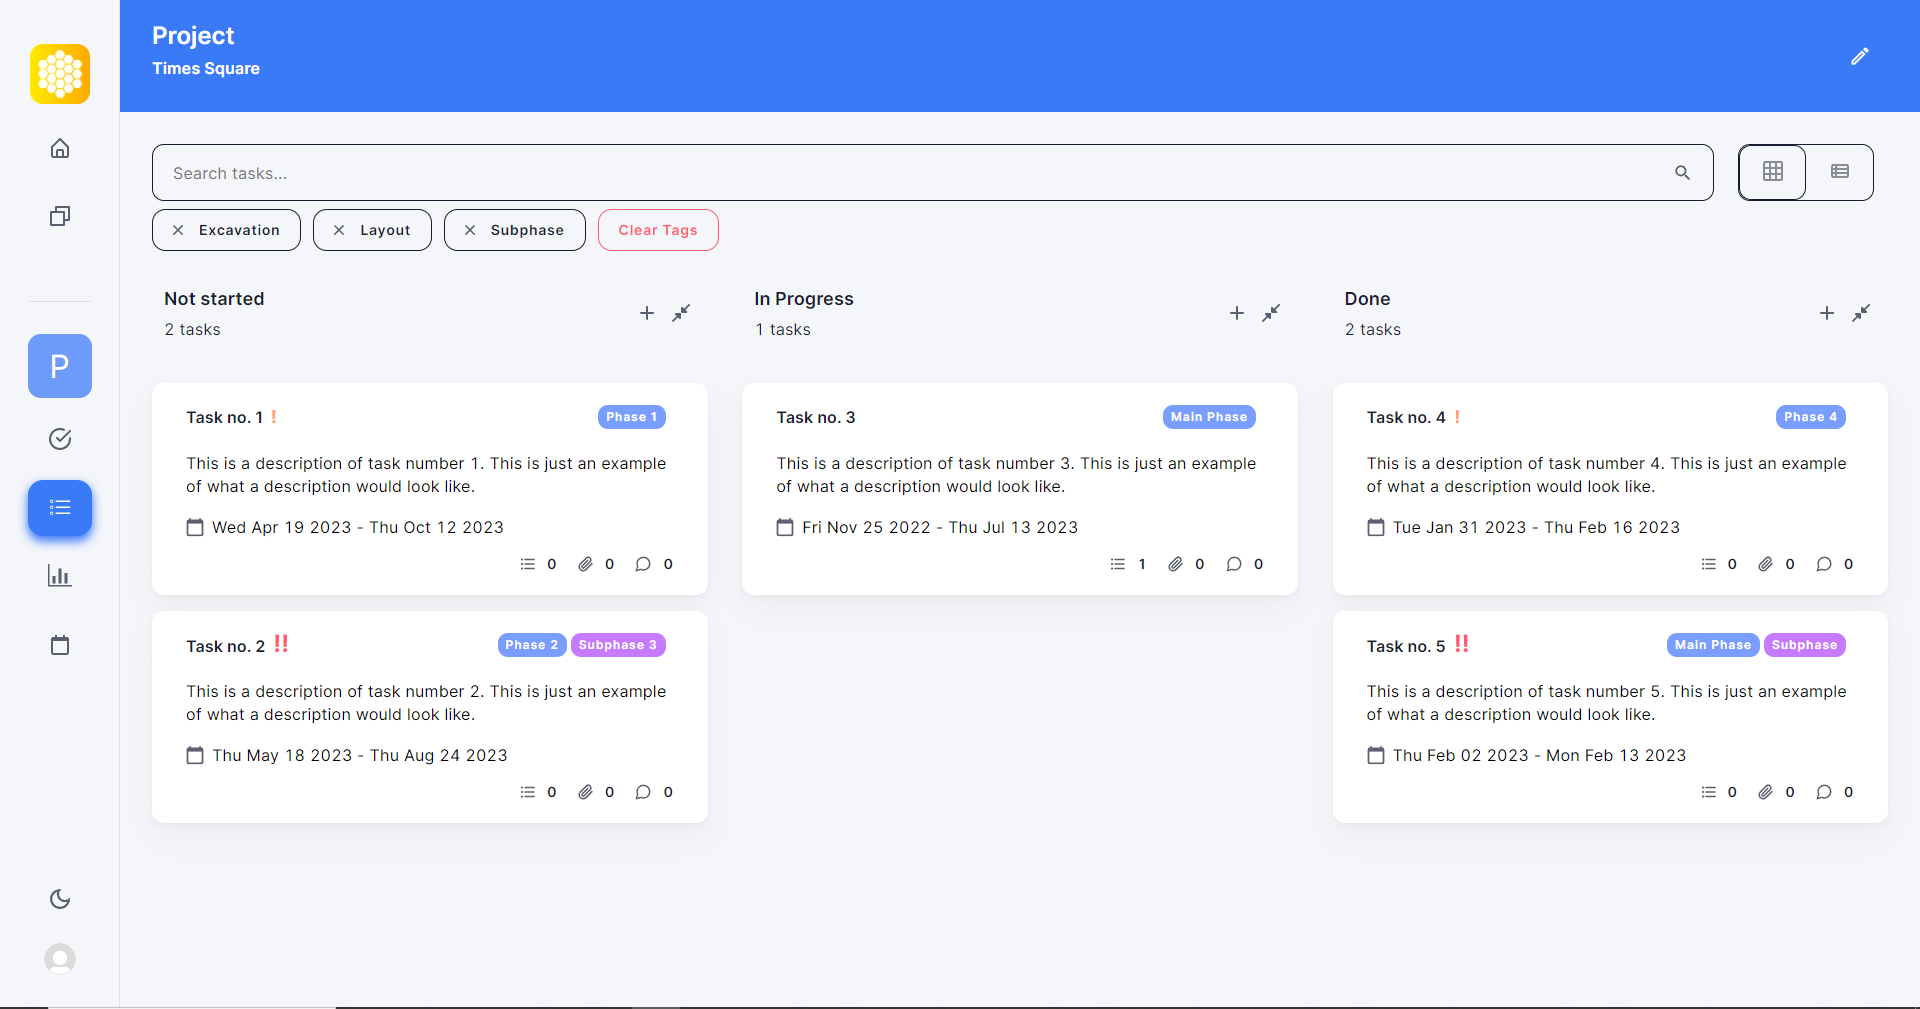 Project
Times Square
Search tasks...
Excavation
Layout
Subphase
Clear Tags
Not started
2 tasks
In Progress
1 tasks
Done
2 tasks
P
Task no. 1 !
Phase 1
This is a description of task number 1. This is just an example
of what a description would look like.
Wed Apr 19 2023 - Thu Oct 12 2023
0 0 0
Task no. 3
Main Phase
This is a description of task number 3. This is just an example
of what a description would look like.
Fri Nov 25 2022 - Thu Jul 13 2023
1 0 0
Task no. 4 !
Phase 4
This is a description of task number 4. This is just an example
of what a description would look like.
Tue Jan 31 2023 - Thu Feb 16 2023
0 0 0
Task no. 2 !!
Phase 2 Subphase 3
This is a description of task number 2. This is just an example
of what a description would look like.
Thu May 18 2023 - Thu Aug 24 2023
0 0 0
Task no. 5 !!
Main Phase Subphase
This is a description of task number 5. This is just an example
of what a description would look like.
Thu Feb 02 2023 - Mon Feb 13 2023
0 0 0